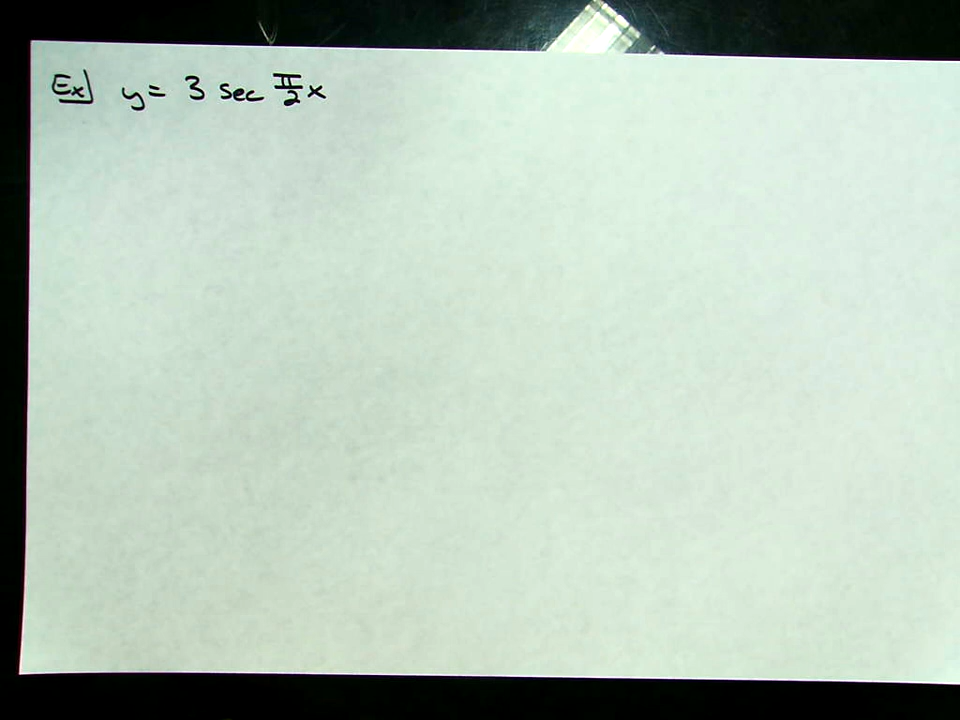 Ex] y = 3 sec π/2 x